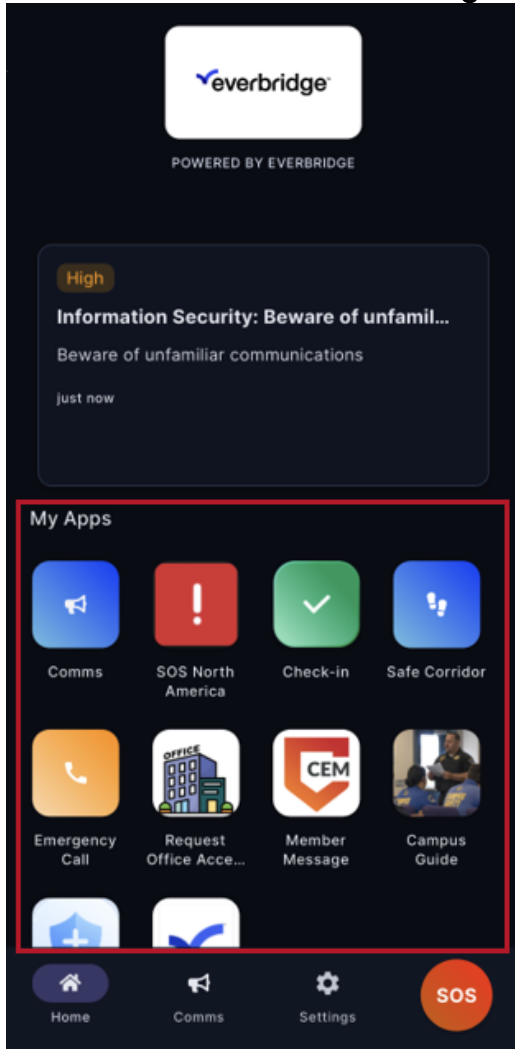 everbridge
POWERED BY EVERBRIDGE
High
Information Security: Beware of unfamil...
Beware of unfamiliar communications
just now
My Apps
Comms
SOS North
America
Check-in
Safe Corridor
OFFICE
CEM
Emergency
Call
Request
Office Acce...
Member
Message
Campus
Guide
Home
Comms
Settings
SOS